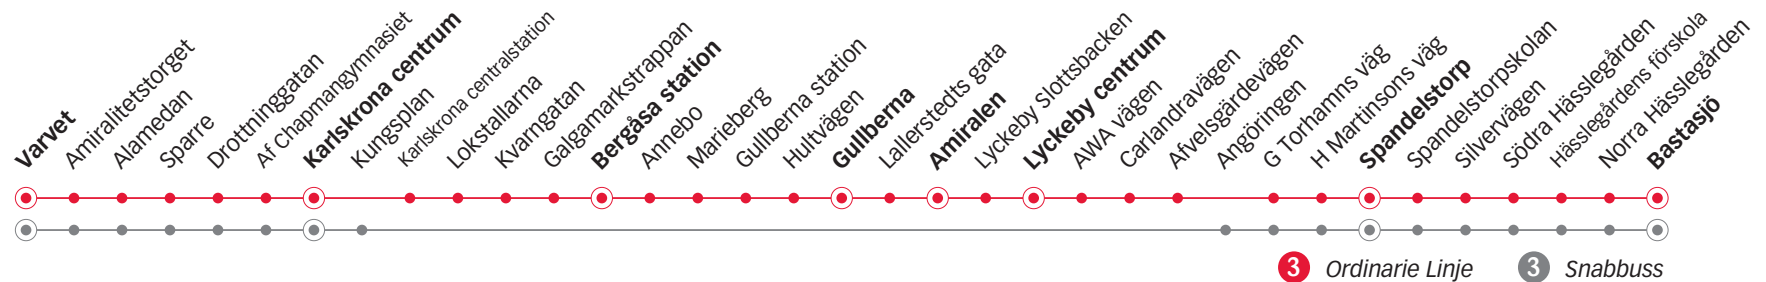 Varvet
Amiralitetstorget
Alamedan
Sparre
Drottninggatan
Af Chapmangymnasiet
Karlskrona centrum
Kungsplan
Karlskrona centralstation
Lokstallarna
Kvarngatan
Galgamarkstrappan
Bergåsa station
Annebo
Marieberg
Gullberna station
Hultvägen
Gullberna
Lallerstedts gata
Amiralen
Lyckeby Slottsbacken
Lyckeby centrum
AWA vägen
Carlandravägen
Afvelsgärdevägen
Angöringen
G Torhamns väg
H Martinsons väg
Spandelstorp
Spandelstorpskolan
Silvervägen
Södra Hässlegården
Hässlegårdens förskola
Norra Hässlegården
Bastasjö
3 Ordinarie Linje
3 Snabbuss